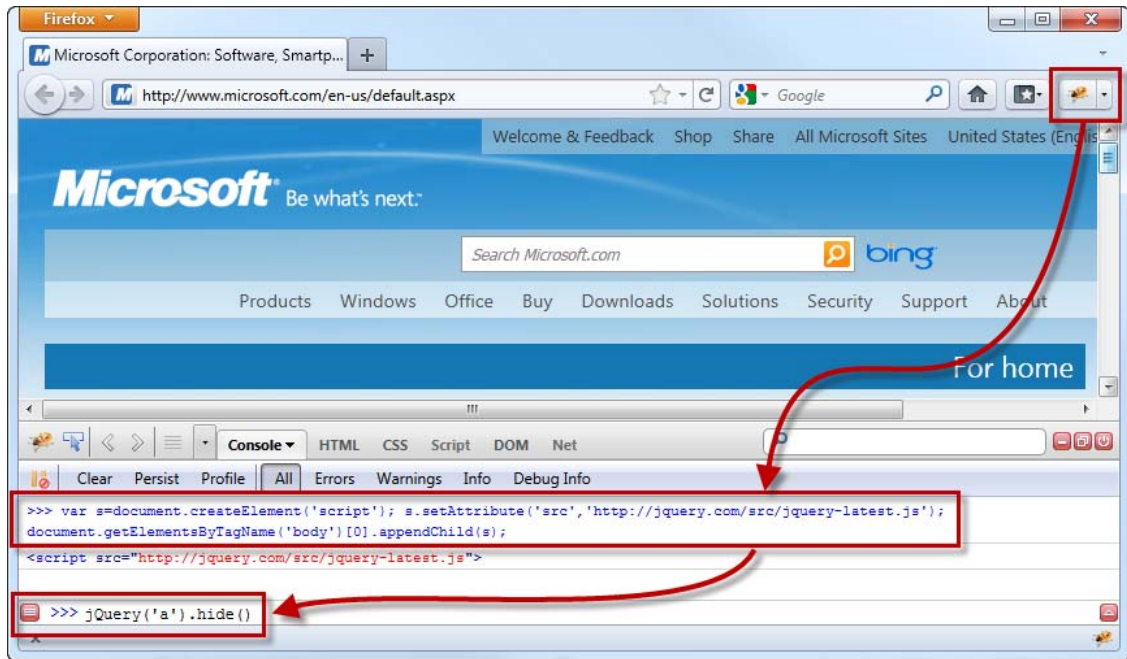 Firefox
Microsoft Corporation: Software, Smartp...
http://www.microsoft.com/en-us/default.aspx
Google
Welcome & Feedback Shop Share All Microsoft Sites United States (Englis
Microsoft Be what's next.™
Search Microsoft.com
bing
Products Windows Office Buy Downloads Solutions Security Support About
For home
Console HTML CSS Script DOM Net
Clear Persist Profile All Errors Warnings Info Debug Info
>>> var s=document.createElement('script'); s.setAttribute('src','http://jquery.com/src/jquery-latest.js');
document.getElementsByTagName('body')[0].appendChild(s);
<script src="http://jquery.com/src/jquery-latest.js">
>>> jQuery('a').hide()